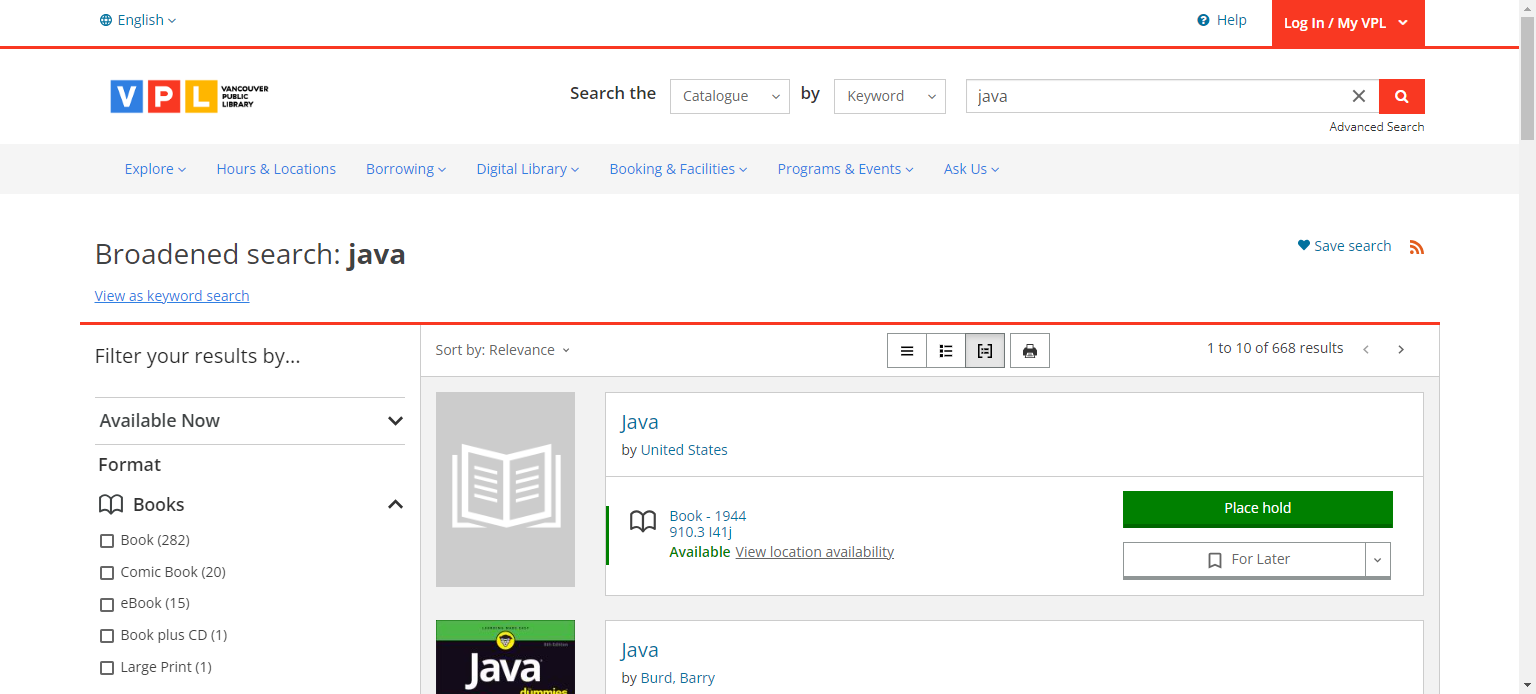 English
Help
Log In / My VPL
VPL VANCOUVER
PUBLIC
LIBRARY
Search the Catalogue by Keyword java
Advanced Search
Explore Hours & Locations Borrowing Digital Library Booking & Facilities Programs & Events Ask Us
Broadened search: java
Save search
View as keyword search
Filter your results by...
Available Now
Format
Books
Book (282)
Comic Book (20)
eBook (15)
Book plus CD (1)
Large Print (1)
Sort by: Relevance
1 to 10 of 668 results
Java
by United States
Book - 1944
910.3 I41j
Available View location availability
Place hold
For Later
LEARNING MADE EASY
Java
dummies
Java
by Burd, Barry